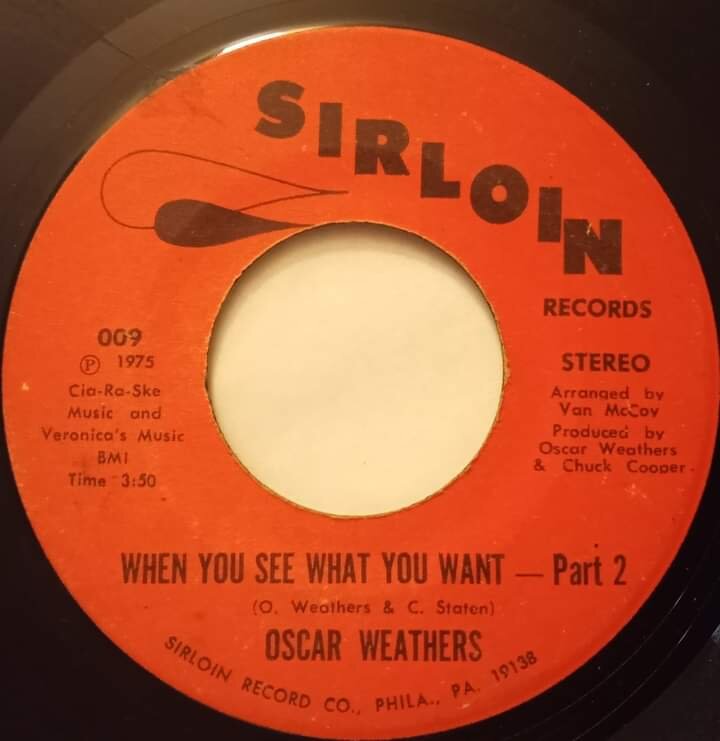 SIRLOIN
RECORDS
009
℗ 1975
Cia-Ra-Ske
Music and
Veronica's Music
BMI
Time 3:50
STEREO
Arranged by
Van McCoy
Produced by
Oscar Weathers
& Chuck Cooper
WHEN YOU SEE WHAT YOU WANT — Part 2
(O. Weathers & C. Staten)
OSCAR WEATHERS
SIRLOIN RECORD CO., PHILA., PA. 19138